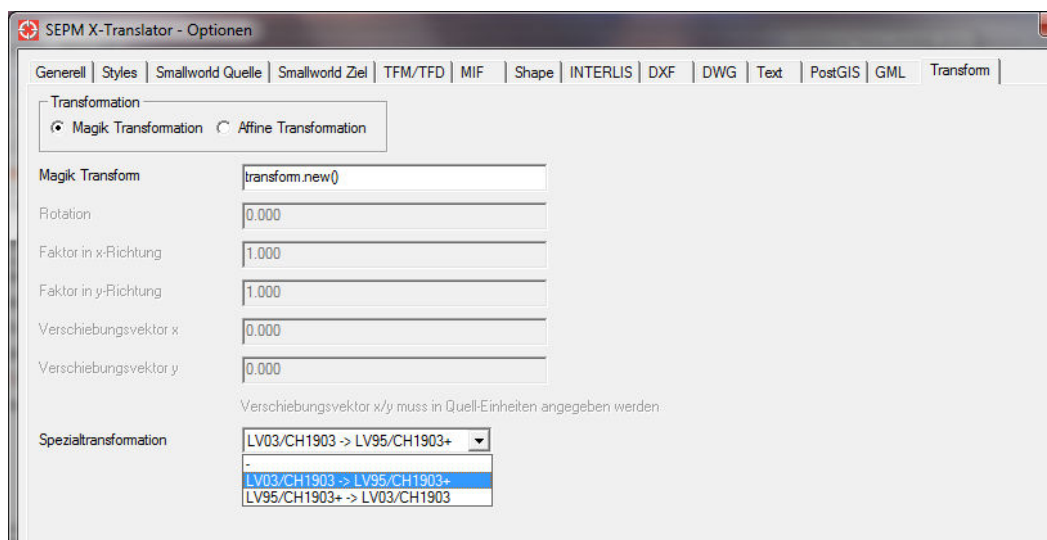 SEPM X-Translator - Optionen
Generell Styles Smallworld Quelle Smallworld Ziel TFM/TFD MIF Shape INTERLIS DXF DWG Text PostGIS GML Transform
Transformation
Magik Transformation Affine Transformation
Magik Transform transform.new()
Rotation 0.000
Faktor in x-Richtung 1.000
Faktor in y-Richtung 1.000
Verschiebungsvektor x 0.000
Verschiebungsvektor y 0.000
Verschiebungsvektor x/y muss in Quell-Einheiten angegeben werden
Spezialtransformation LV03/CH1903 -> LV95/CH1903+
-
LV03/CH1903 -> LV95/CH1903+
LV95/CH1903+ -> LV03/CH1903